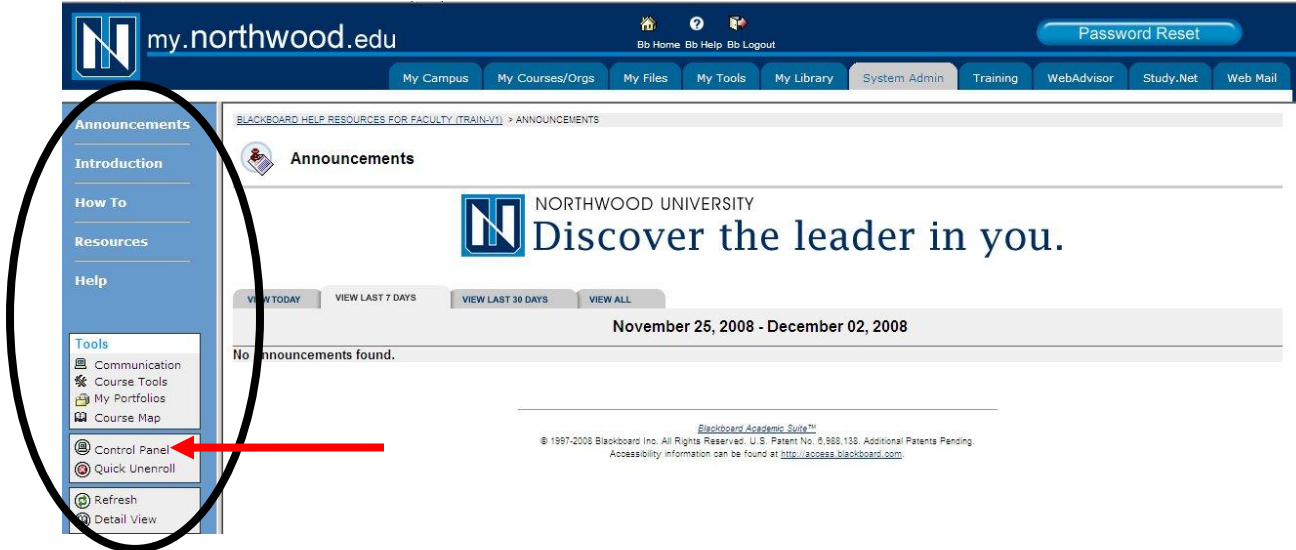 my.northwood.edu
Bb Home Bb Help Bb Logout
Password Reset
My Campus My Courses/Orgs My Files My Tools My Library System Admin Training WebAdvisor Study.Net Web Mail
Announcements
Introduction
How To
Resources
Help
Tools
Communication
Course Tools
My Portfolios
Course Map
Control Panel
Quick Unenroll
Refresh
Detail View
BLACKBOARD HELP RESOURCES FOR FACULTY (TRAIN-V1) > ANNOUNCEMENTS
Announcements
NORTHWOOD UNIVERSITY
Discover the leader in you.
VIEW TODAY VIEW LAST 7 DAYS VIEW LAST 30 DAYS VIEW ALL
November 25, 2008 - December 02, 2008
No announcements found.
Blackboard Academic Suite™
© 1997-2008 Blackboard Inc. All Rights Reserved. U.S. Patent No. 6,988,138. Additional Patents Pending.
Accessibility information can be found at http://access.blackboard.com.